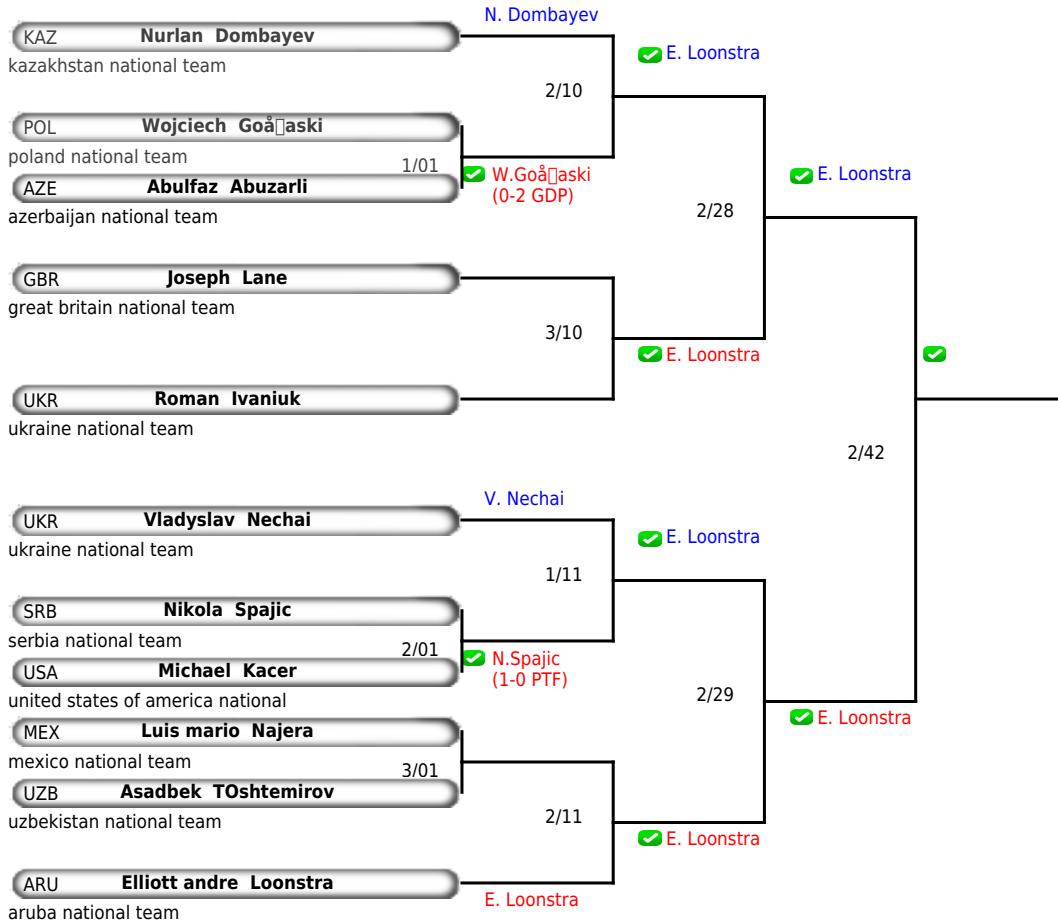 N. Dombayev
KAZ Nurlan Dombayev
kazakhstan national team
E. Loonstra
2/10
POL Wojciech Goå▯aski
poland national team
1/01
AZE Abulfaz Abuzarli
azerbaijan national team
W.Goå▯aski
(0-2 GDP)
E. Loonstra
2/28
GBR Joseph Lane
great britain national team
3/10
E. Loonstra
UKR Roman Ivaniuk
ukraine national team
2/42
V. Nechai
UKR Vladyslav Nechai
ukraine national team
E. Loonstra
1/11
SRB Nikola Spajic
serbia national team
2/01
USA Michael Kacer
united states of america national
N.Spajic
(1-0 PTF)
2/29
E. Loonstra
MEX Luis mario Najera
mexico national team
3/01
UZB Asadbek TOshtemirov
uzbekistan national team
2/11
E. Loonstra
ARU Elliott andre Loonstra
aruba national team
E. Loonstra